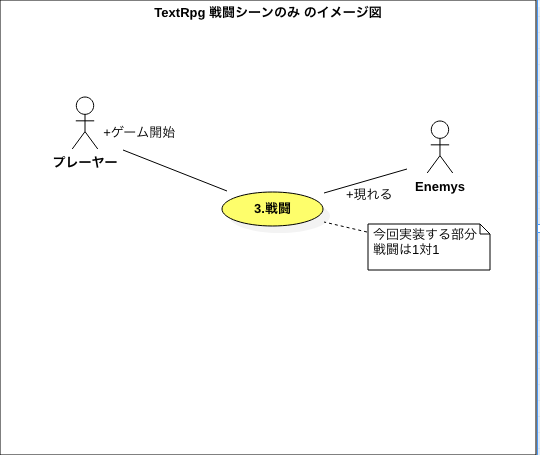 TextRpg 戦闘シーンのみ のイメージ図
+ゲーム開始
プレーヤー
Enemys
+現れる
3.戦闘
今回実装する部分
戦闘は1対1